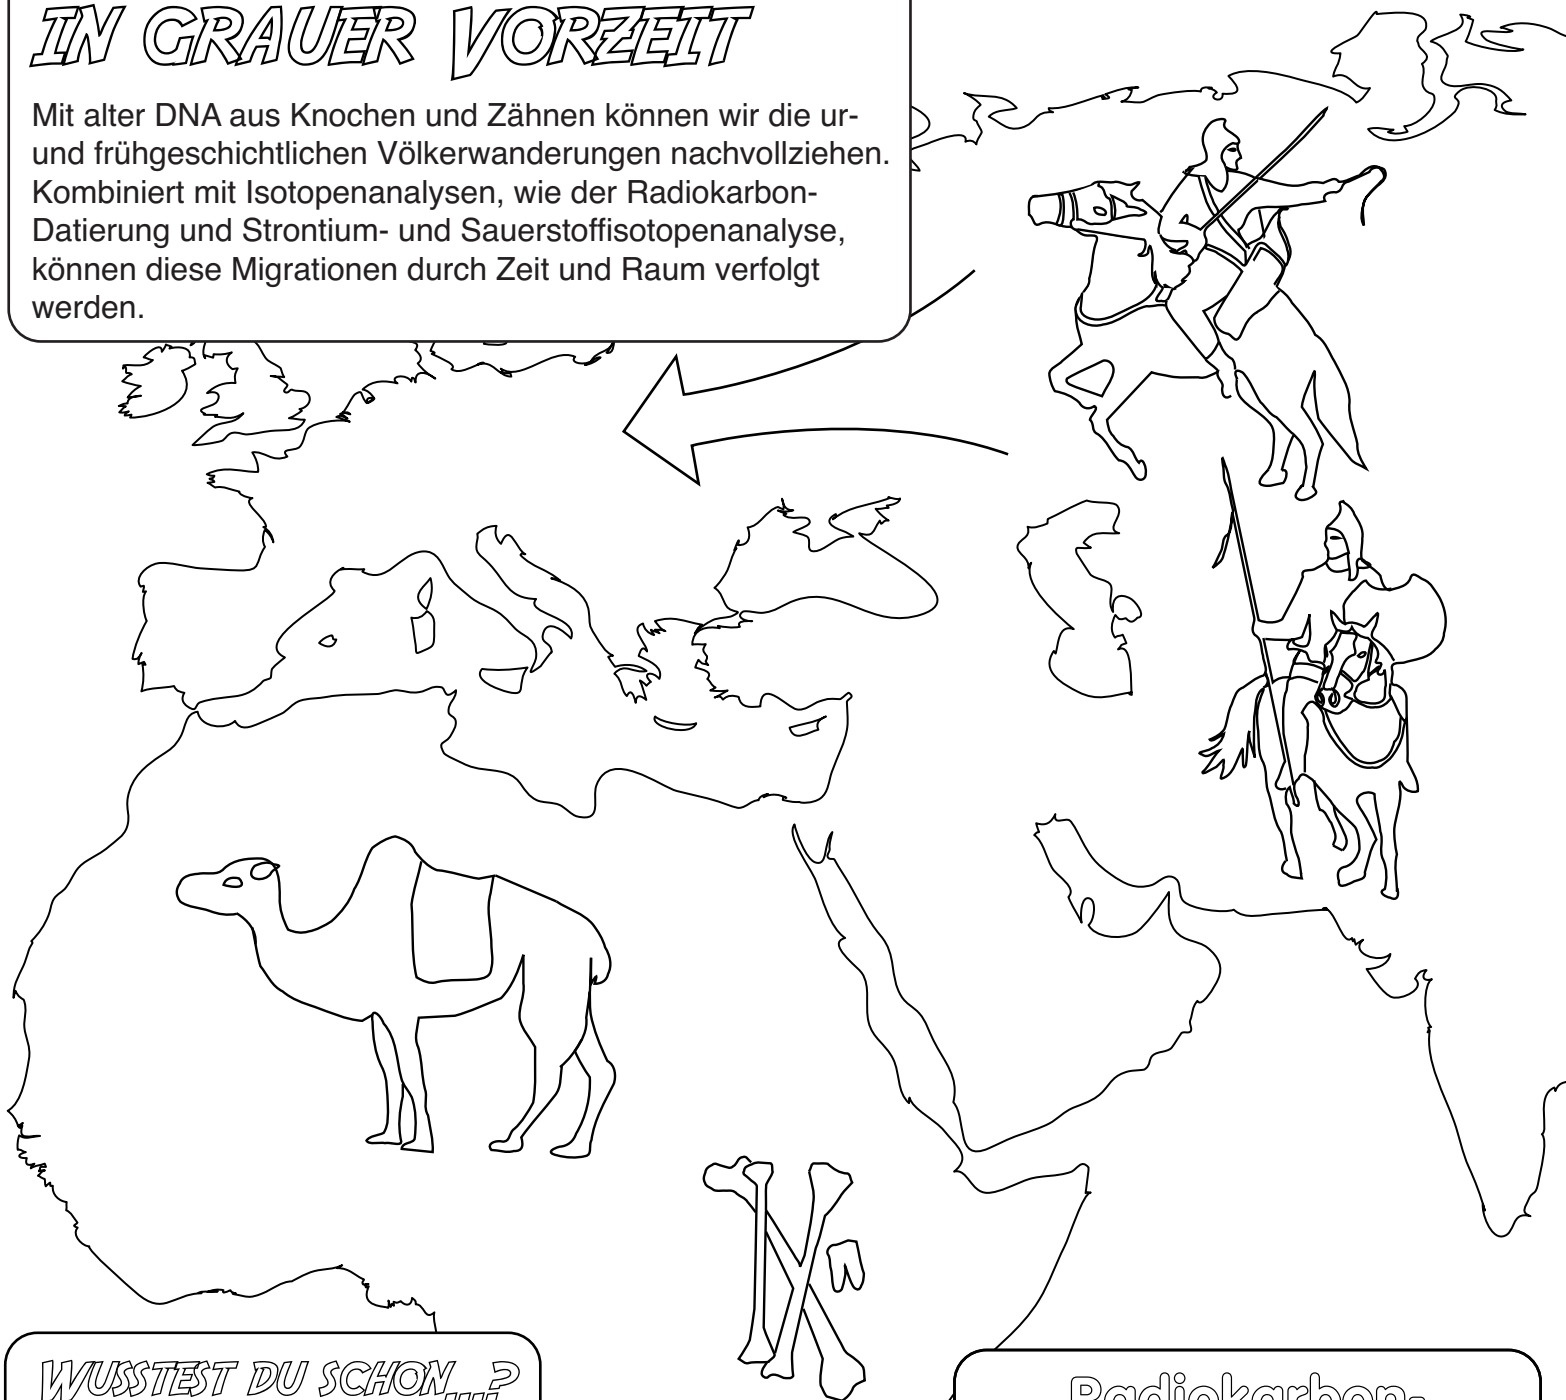 IN GRAUER VORZEIT
Mit alter DNA aus Knochen und Zähnen können wir die ur-
und frühgeschichtlichen Völkerwanderungen nachvollziehen.
Kombiniert mit Isotopenanalysen, wie der Radiokarbon-
Datierung und Strontium- und Sauerstoffisotopenanalyse,
können diese Migrationen durch Zeit und Raum verfolgt
werden.
WUSSTEST DU SCHON...?
Radiokarbon-